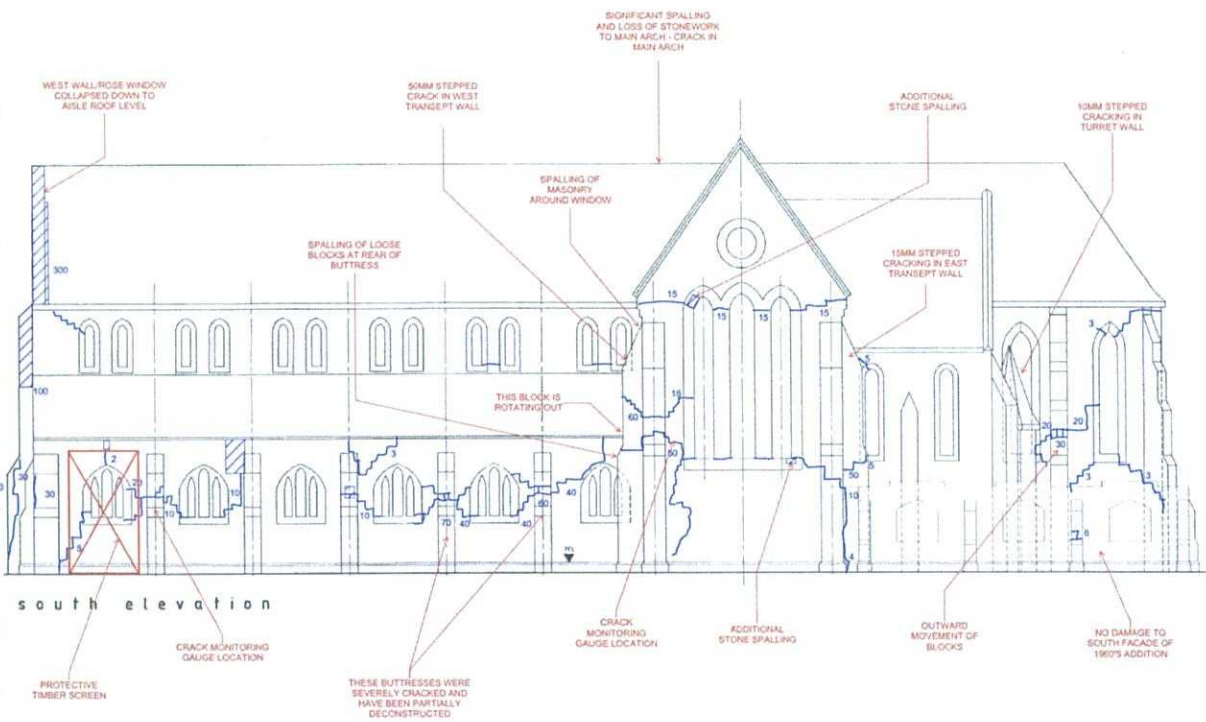 SIGNIFICANT SPALLING
AND LOSS OF STONEWORK
TO MAIN ARCH - CRACK IN
MAIN ARCH
WEST WALL/ROSE WINDOW
COLLAPSED DOWN TO
AISLE ROOF LEVEL
50MM STEPPED
CRACK IN WEST
TRANSEPT WALL
ADDITIONAL
STONE SPALLING
10MM STEPPED
CRACKING IN
TURRET WALL
SPALLING OF
MASONRY
AROUND WINDOW
SPALLING OF LOOSE
BLOCKS AT REAR OF
BUTTRESS
15MM STEPPED
CRACKING IN EAST
TRANSEPT WALL
300
15
15
15
15
3
5
100
THIS BLOCK IS
ROTATING OUT
16
60
20
20
30
2
3
50
50
5
30
30
20
10
10
10
40
40
40
60
70
10
3
3
5
4
6
south elevation
CRACK MONITORING
GAUGE LOCATION
PROTECTIVE
TIMBER SCREEN
THESE BUTTRESSES WERE
SEVERELY CRACKED AND
HAVE BEEN PARTIALLY
DECONSTRUCTED
CRACK
MONITORING
GAUGE LOCATION
ADDITIONAL
STONE SPALLING
OUTWARD
MOVEMENT OF
BLOCKS
NO DAMAGE TO
SOUTH FACADE OF
1960'S ADDITION